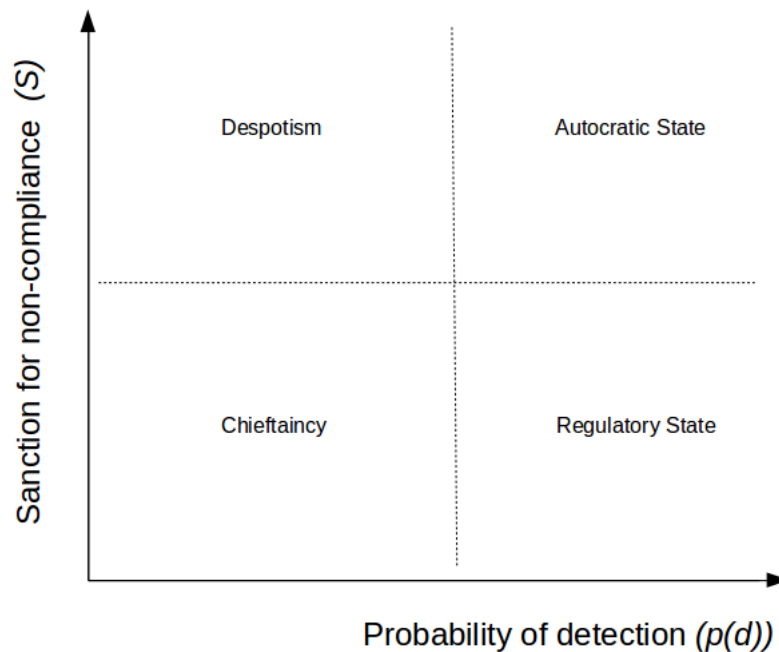 Sanction for non-compliance (S)
Despotism
Autocratic State
Chieftaincy
Regulatory State
Probability of detection (p(d))